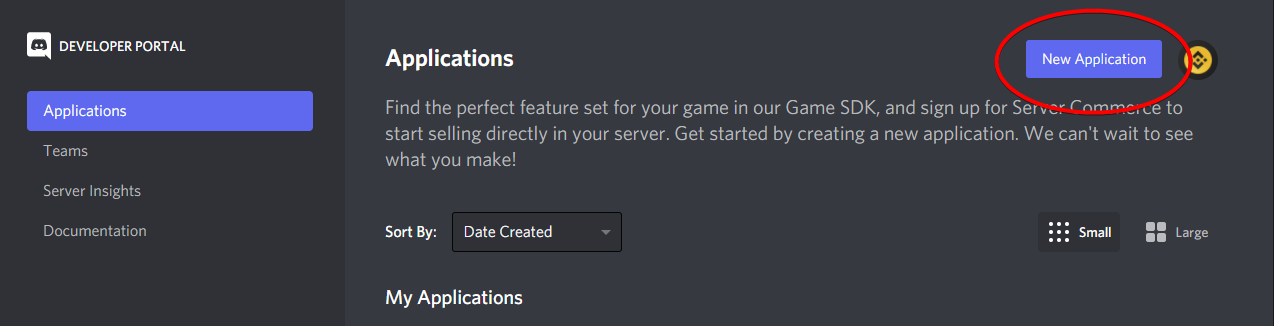 DEVELOPER PORTAL
Applications
Teams
Server Insights
Documentation
Applications
New Application
Find the perfect feature set for your game in our Game SDK, and sign up for Server Commerce to
start selling directly in your server. Get started by creating a new application. We can't wait to see
what you make!
Sort By:
Date Created
Small
Large
My Applications